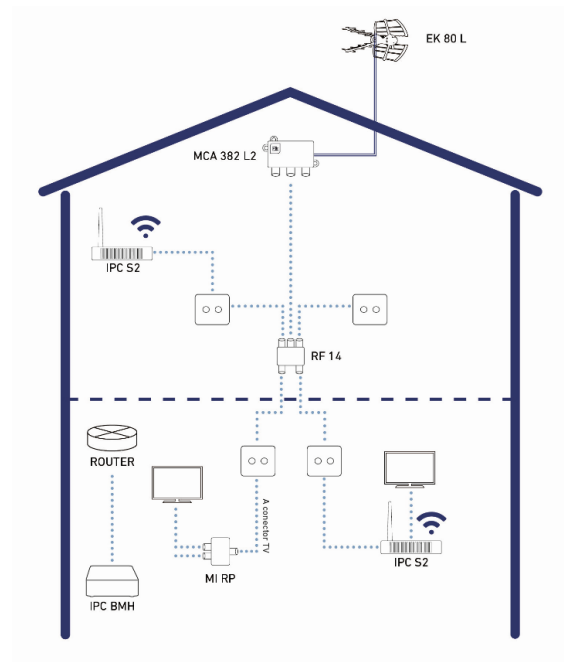 EK 80 L
MCA 382 L2
IPC S2
RF 14
ROUTER
A conector TV
MI RP
IPC S2
IPC BMH